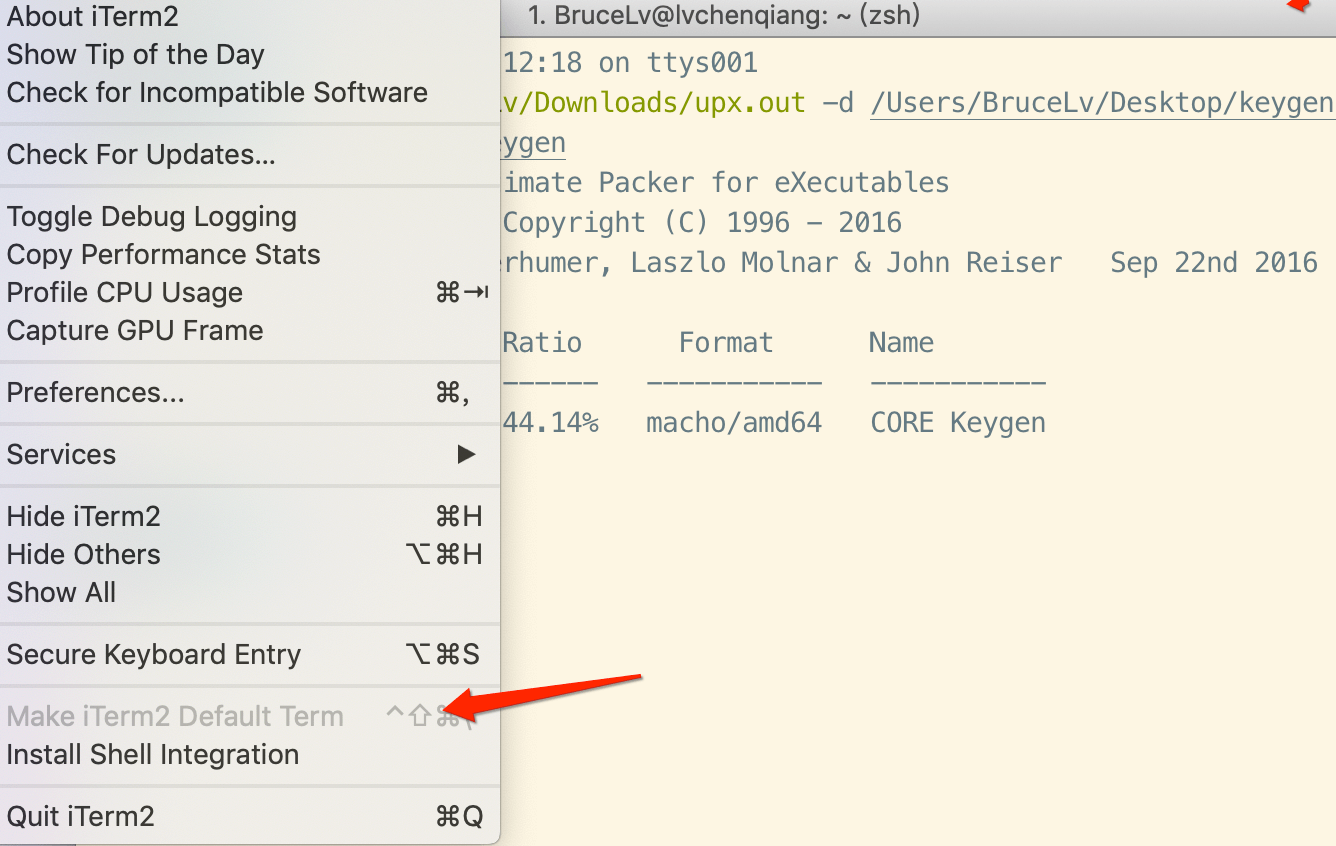 About iTerm2
Show Tip of the Day
Check for Incompatible Software
Check For Updates...
Toggle Debug Logging
Copy Performance Stats
Profile CPU Usage ⌘⇥
Capture GPU Frame
Preferences... ⌘,
Services ▶
Hide iTerm2 ⌘H
Hide Others ⌥⌘H
Show All
Secure Keyboard Entry ⌥⌘S
Make iTerm2 Default Term ^⇧⌘\
Install Shell Integration
Quit iTerm2 ⌘Q
1. BruceLv@lvchenqiang: ~ (zsh)
12:18 on ttys001
v/Downloads/upx.out -d /Users/BruceLv/Desktop/keygen
ygen
imate Packer for eXecutables
Copyright (C) 1996 - 2016
rhumer, Laszlo Molnar & John Reiser Sep 22nd 2016
Ratio Format Name
------ ----------- -----------
44.14% macho/amd64 CORE Keygen